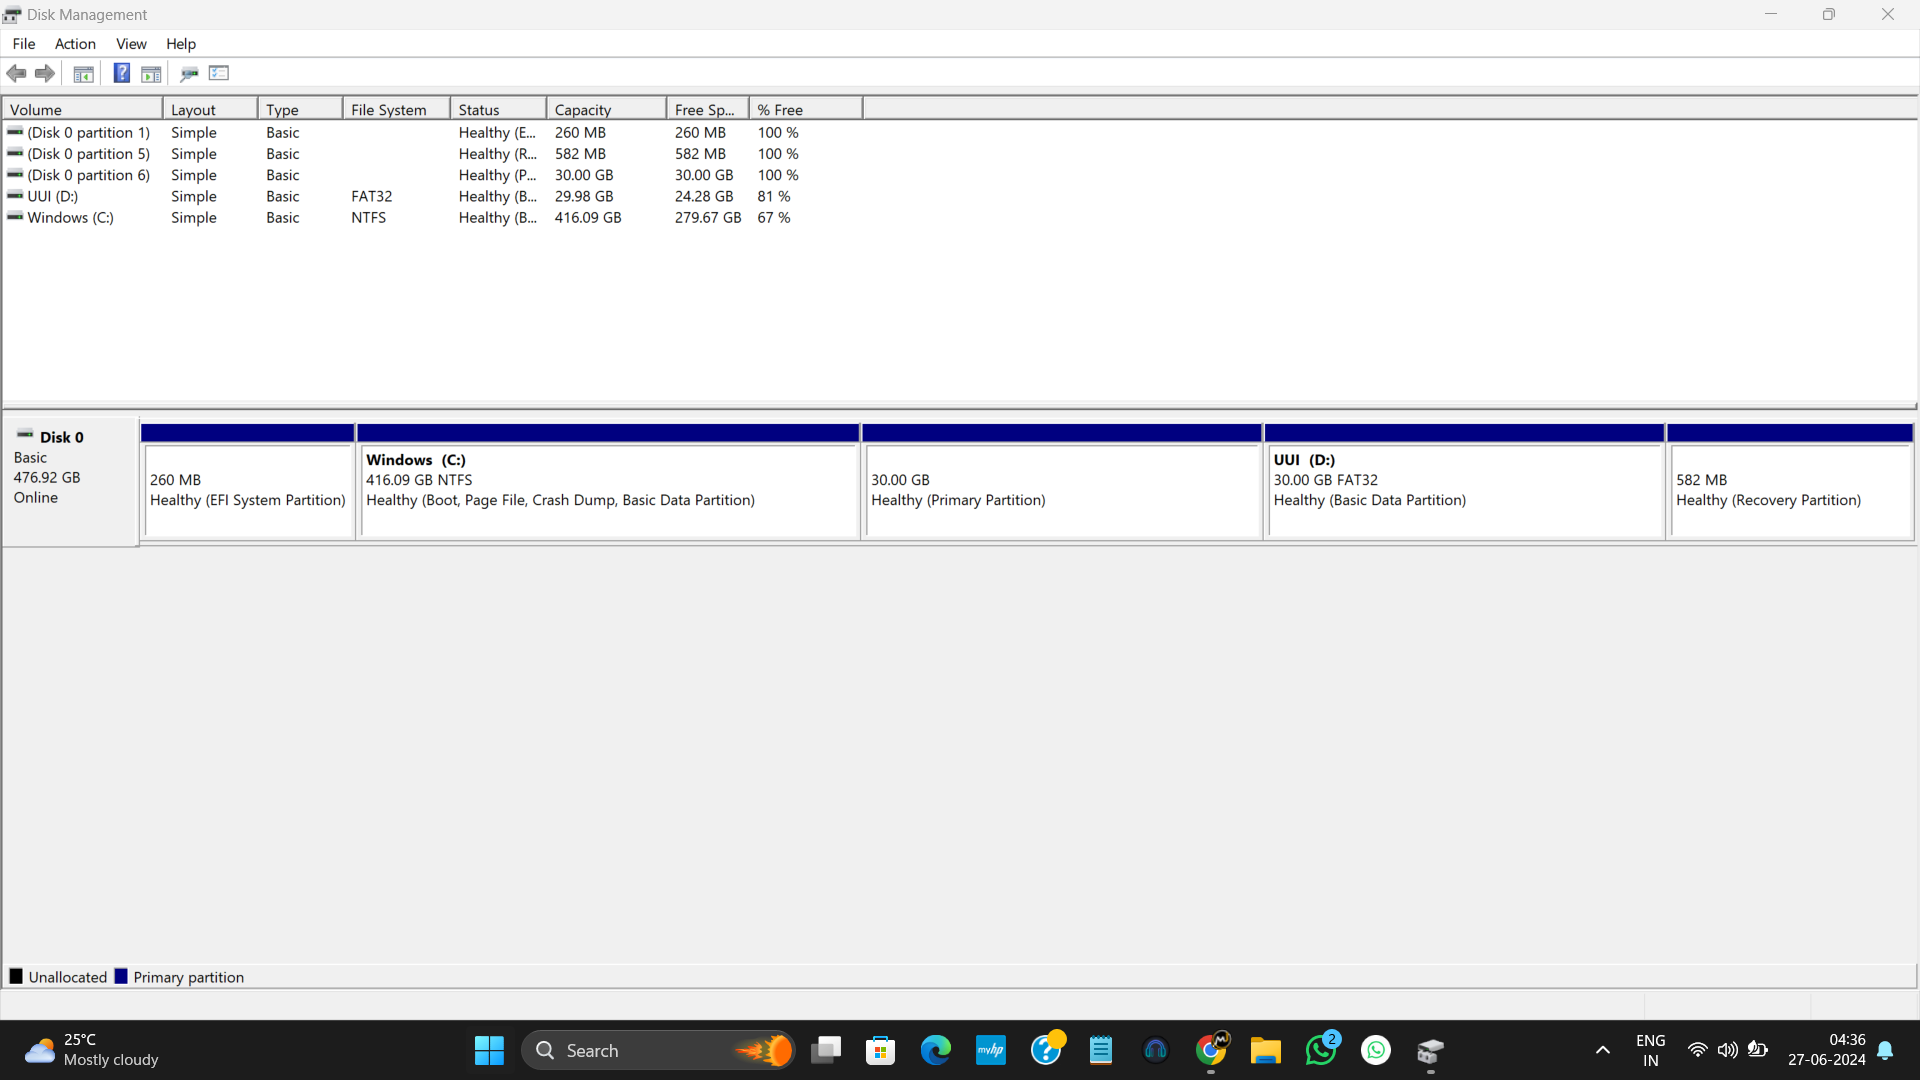 Disk Management
File Action View Help
Volume Layout Type File System Status Capacity Free Sp... % Free
(Disk 0 partition 1) Simple Basic Healthy (E... 260 MB 260 MB 100 %
(Disk 0 partition 5) Simple Basic Healthy (R... 582 MB 582 MB 100 %
(Disk 0 partition 6) Simple Basic Healthy (P... 30.00 GB 30.00 GB 100 %
UUI (D:) Simple Basic FAT32 Healthy (B... 29.98 GB 24.28 GB 81 %
Windows (C:) Simple Basic NTFS Healthy (B... 416.09 GB 279.67 GB 67 %
Disk 0
Basic
476.92 GB
Online
260 MB
Healthy (EFI System Partition)
Windows (C:)
416.09 GB NTFS
Healthy (Boot, Page File, Crash Dump, Basic Data Partition)
30.00 GB
Healthy (Primary Partition)
UUI (D:)
30.00 GB FAT32
Healthy (Basic Data Partition)
582 MB
Healthy (Recovery Partition)
Unallocated Primary partition
25°C
Mostly cloudy
Search
myhp
2
ENG
IN
04:36
27-06-2024